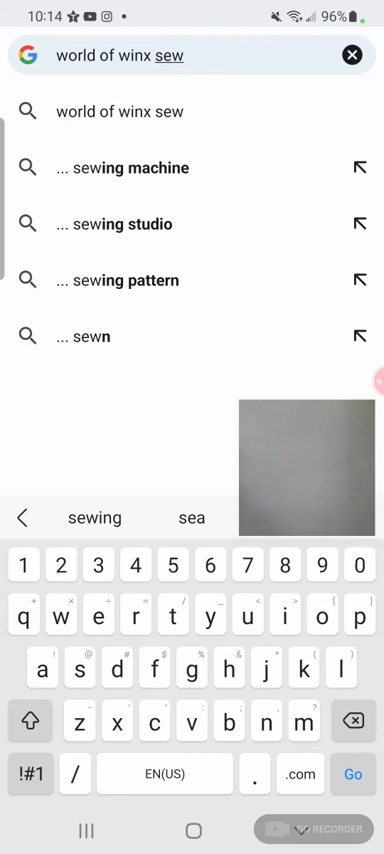 10:14 96%
world of winx sew
world of winx sew
... sewing machine
... sewing studio
... sewing pattern
... sewn
sewing sea
1 2 3 4 5 6 7 8 9 0
q w e r t y u i o p
a s d f g h j k l
z x c v b n m
!#1 / EN(US) . .com Go
GO RECORDER